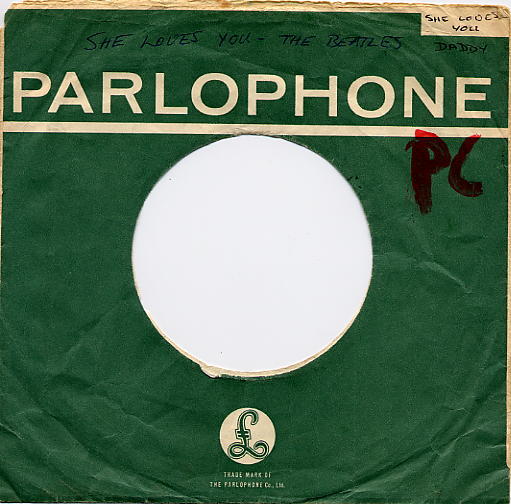 SHE LOVES YOU
SHE LOVES YOU - THE BEATLES
DADDY
PARLOPHONE
PC
£
TRADE MARK OF
THE PARLOPHONE Co., Ltd.